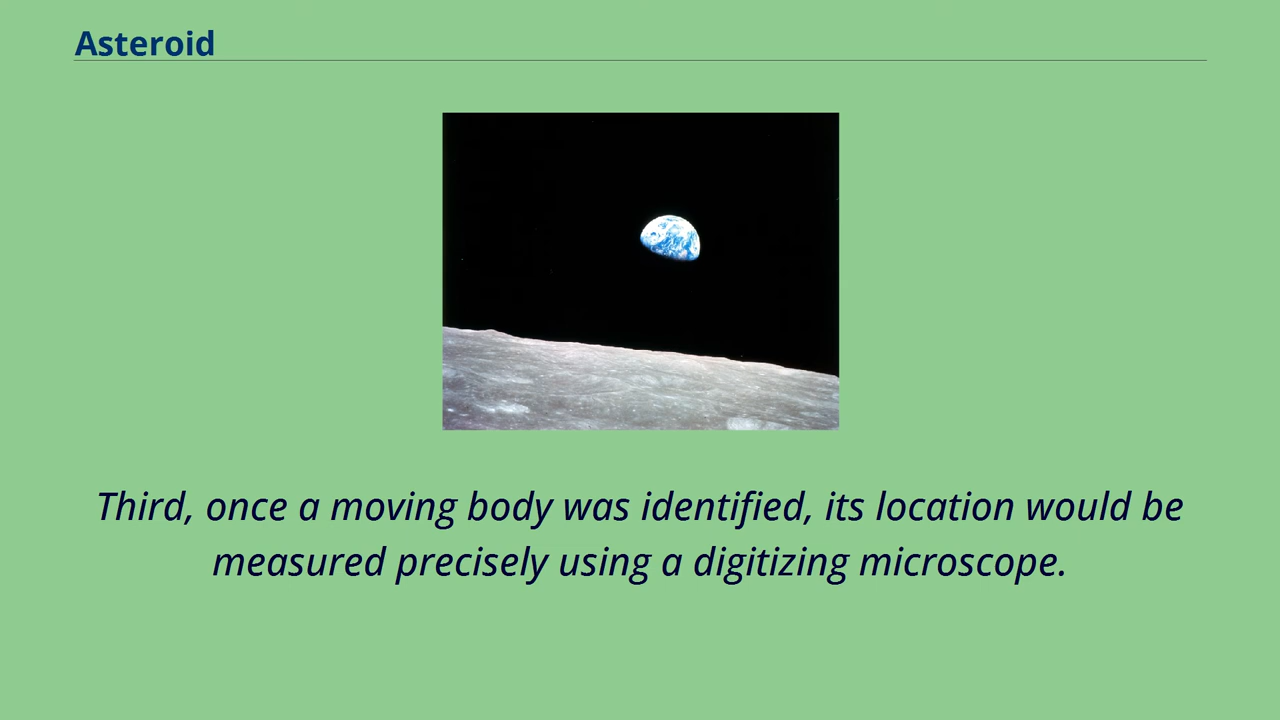 Asteroid
Third, once a moving body was identified, its location would be
measured precisely using a digitizing microscope.